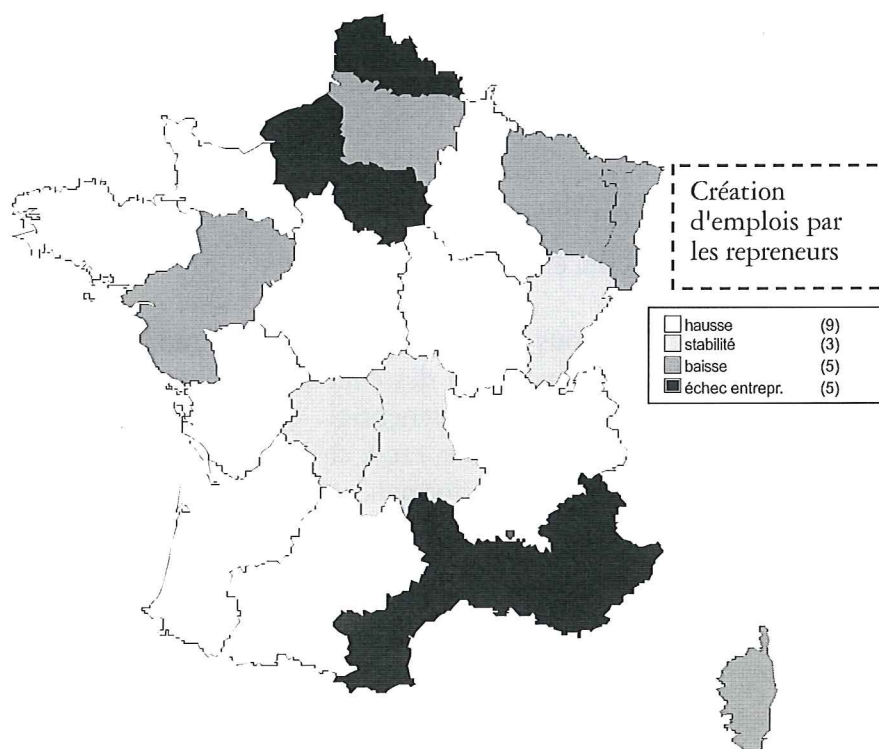 Création
d'emplois par
les repreneurs
hausse (9)
stabilité (3)
baisse (5)
échec entrepr. (5)